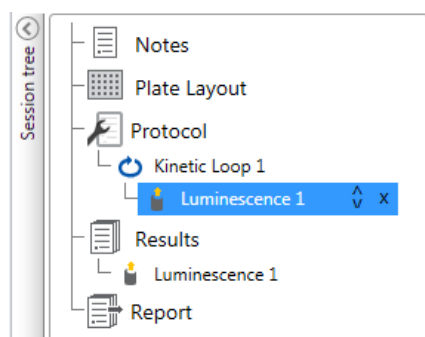 Session tree
Notes
Plate Layout
Protocol
Kinetic Loop 1
Luminescence 1 x
Results
Luminescence 1
Report